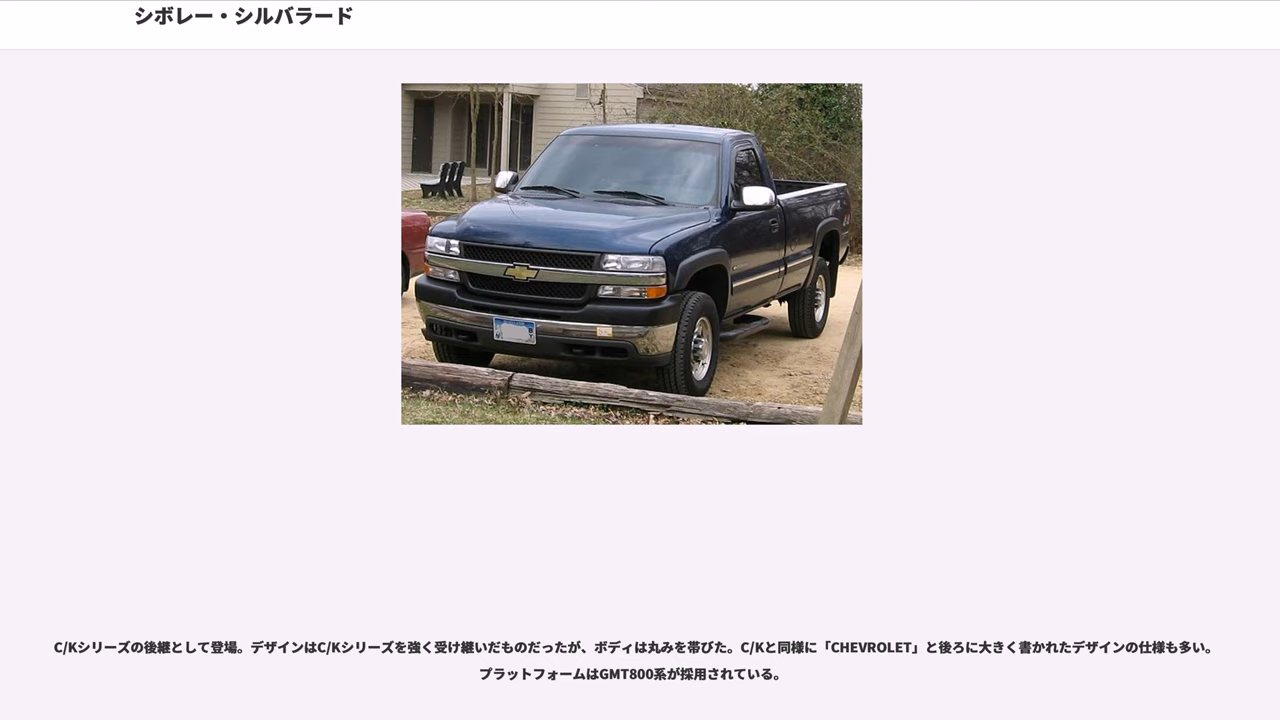 シボレー・シルバラード
C/Kシリーズの後継として登場。デザインはC/Kシリーズを強く受け継いだものだったが、ボディは丸みを帯びた。C/Kと同様に「CHEVROLET」と後ろに大きく書かれたデザインの仕様も多い。
プラットフォームはGMT800系が採用されている。